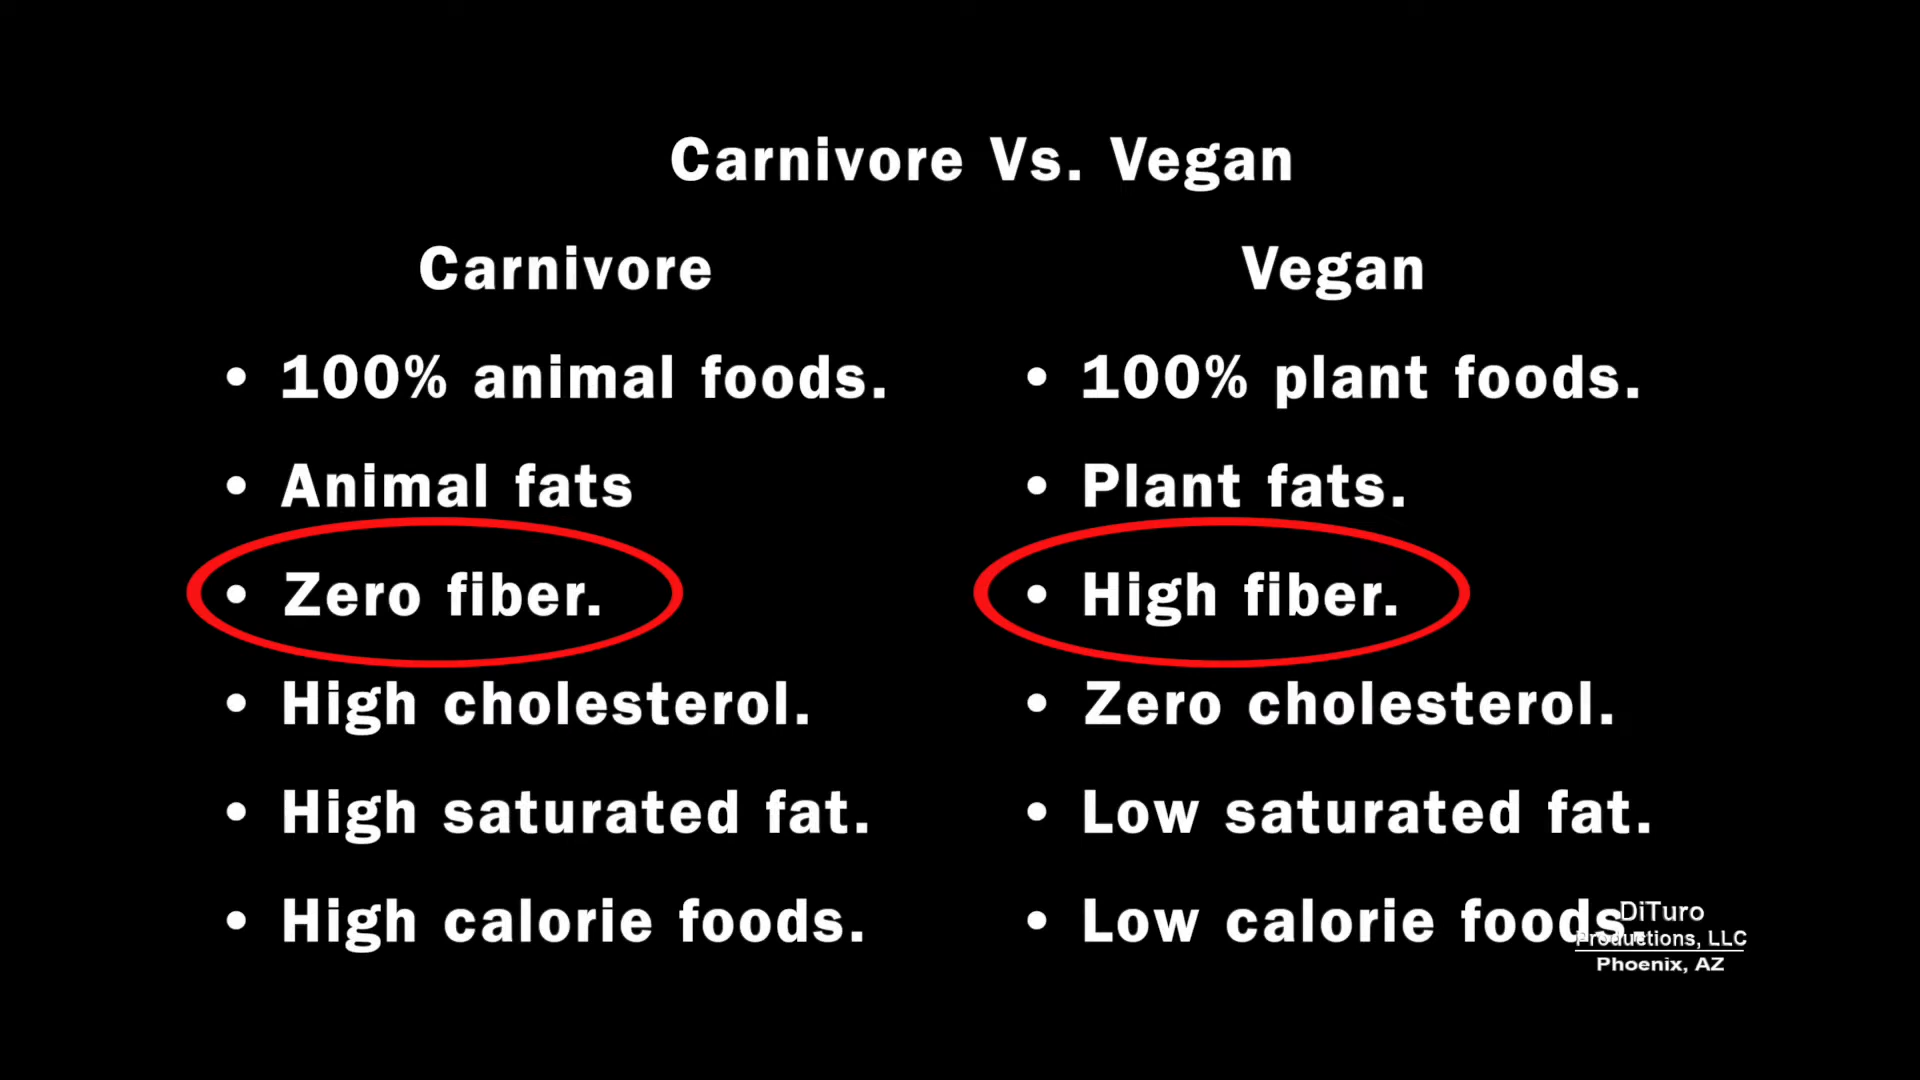 Carnivore Vs. Vegan
Carnivore
• 100% animal foods.
• Animal fats
• Zero fiber.
• High cholesterol.
• High saturated fat.
• High calorie foods.
Vegan
• 100% plant foods.
• Plant fats.
• High fiber.
• Zero cholesterol.
• Low saturated fat.
• Low calorie foods.
DiTuro
Productions, LLC
Phoenix, AZ